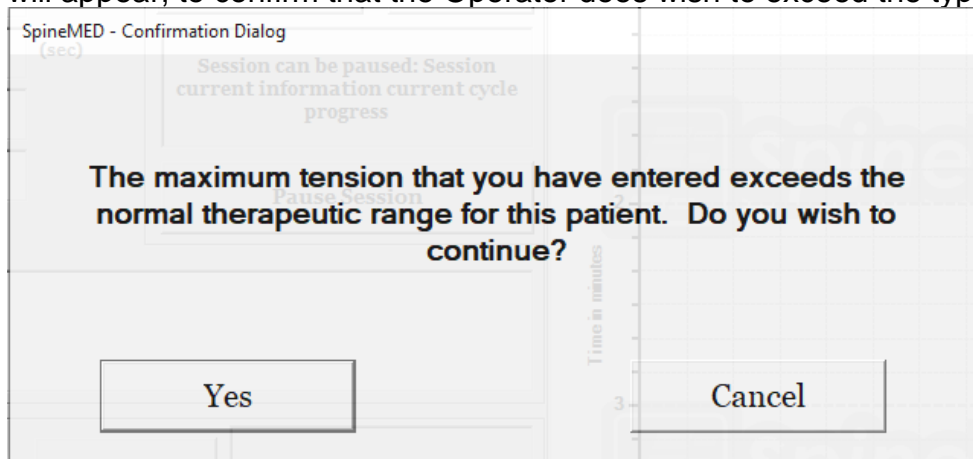 will appear, to confirm that the Operator does wish to exceed the typ
SpineMED - Confirmation Dialog
(sec)
Session can be paused: Session
current information current cycle
progress
The maximum tension that you have entered exceeds the
normal therapeutic range for this patient.  Do you wish to
continue?
Pause Session
2
Time in minutes
Yes
Cancel
3
Spine